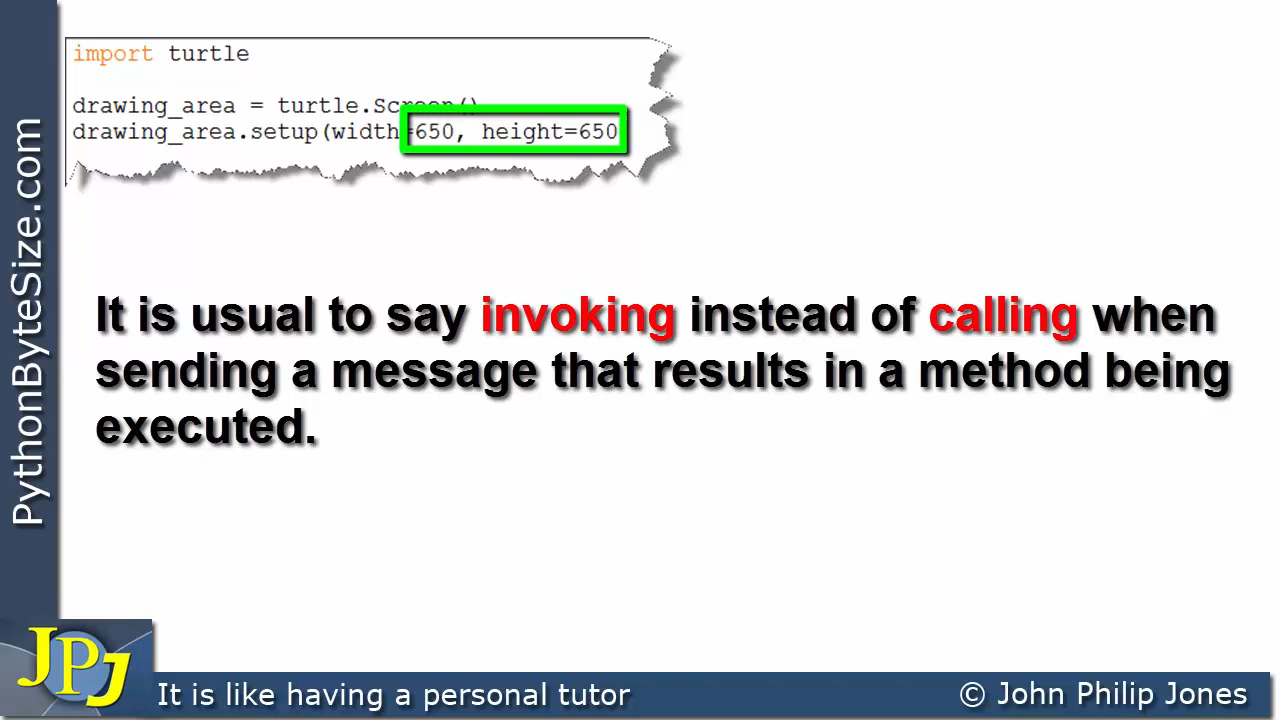 import turtle
drawing_area = turtle.Screen()
drawing_area.setup(width=650, height=650
It is usual to say invoking instead of calling when
sending a message that results in a method being
executed.
PythonByteSize.com
JPJ
It is like having a personal tutor
© John Philip Jones